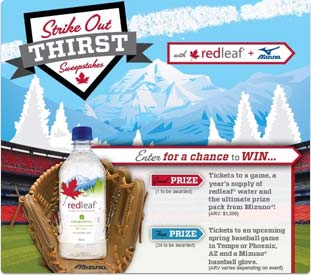 Strike Out
THIRST
Sweepstakes
with redleaf + MIZUNO
Enter for a chance to WIN...
Grand PRIZE
(1 to be awarded)
Tickets to a game, a
year's supply of
redleaf® water and
the ultimate prize
pack from Mizuno®!
(ARV: $1,500)
First PRIZE
(24 to be awarded)
Tickets to an upcoming
spring baseball game
in Tempe or Phoenix,
AZ and a Mizuno®
baseball glove.
(ARV varies depending on event)
redleaf
MIZUNO